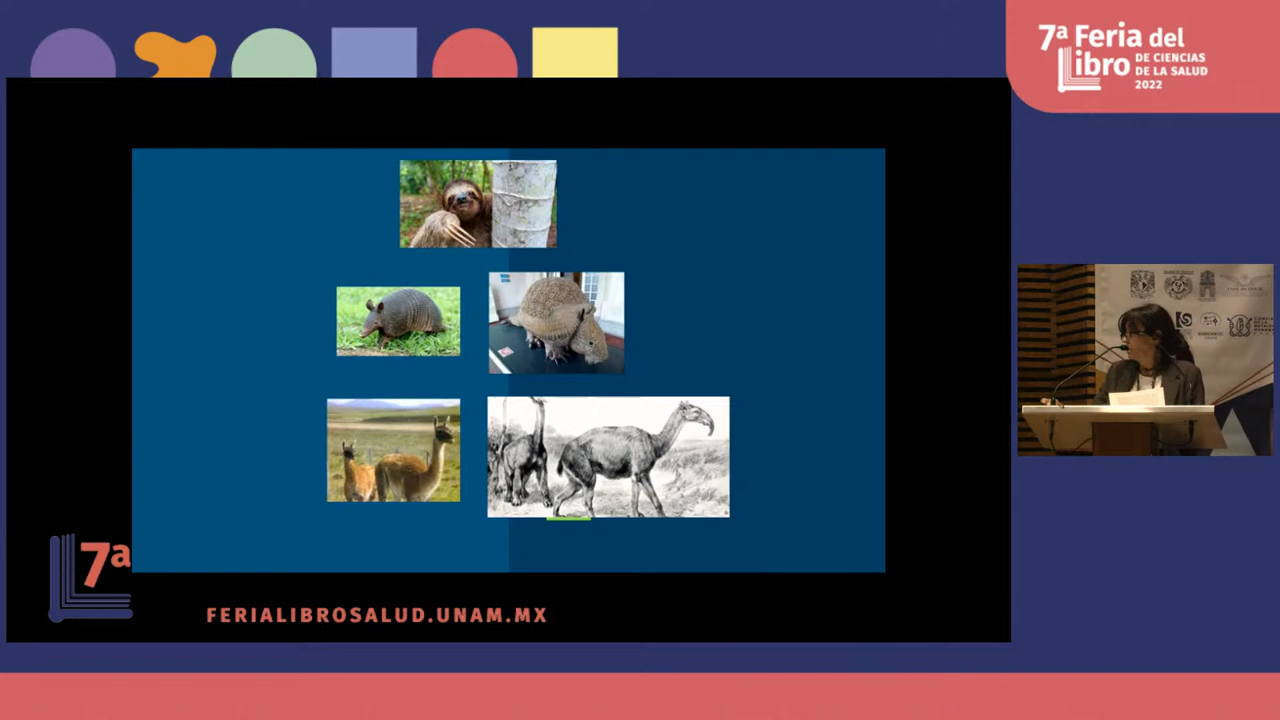 7ª Feria del
Libro DE CIENCIAS
DE LA SALUD
2022
7ª
FERIALIBROSALUD.UNAM.MX